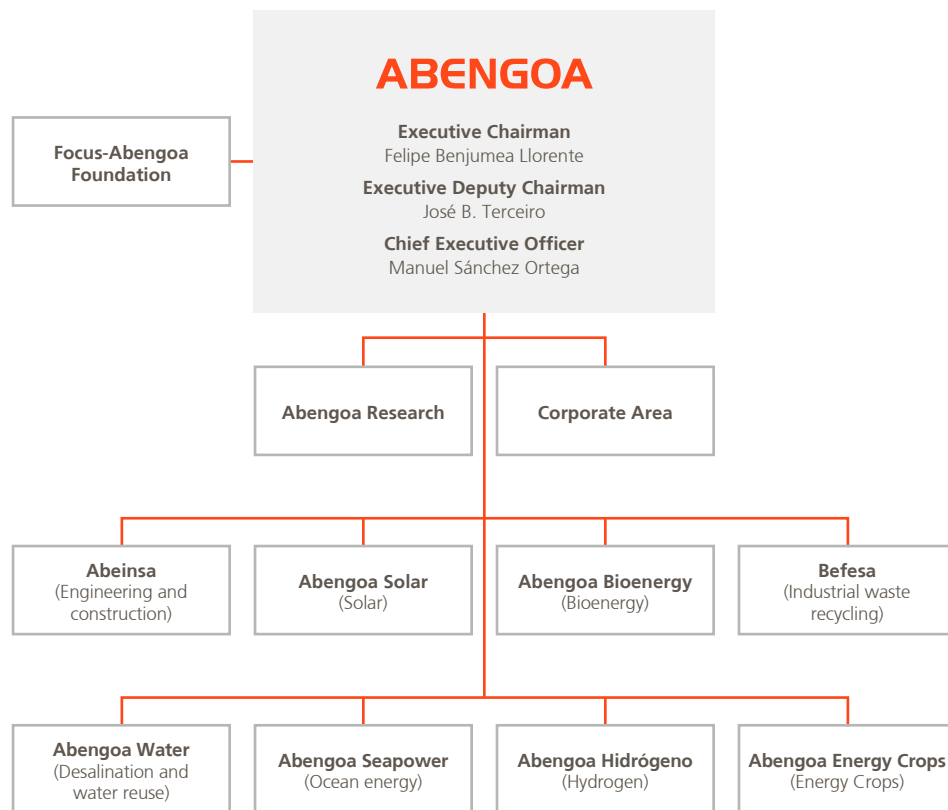 ABENGOA
Executive Chairman
Felipe Benjumea Llorente
Executive Deputy Chairman
José B. Terceiro
Chief Executive Officer
Manuel Sánchez Ortega
Focus-Abengoa
Foundation
Abengoa Research
Corporate Area
Abeinsa
(Engineering and
construction)
Abengoa Solar
(Solar)
Abengoa Bioenergy
(Bioenergy)
Befesa
(Industrial waste
recycling)
Abengoa Water
(Desalination and
water reuse)
Abengoa Seapower
(Ocean energy)
Abengoa Hidrógeno
(Hydrogen)
Abengoa Energy Crops
(Energy Crops)